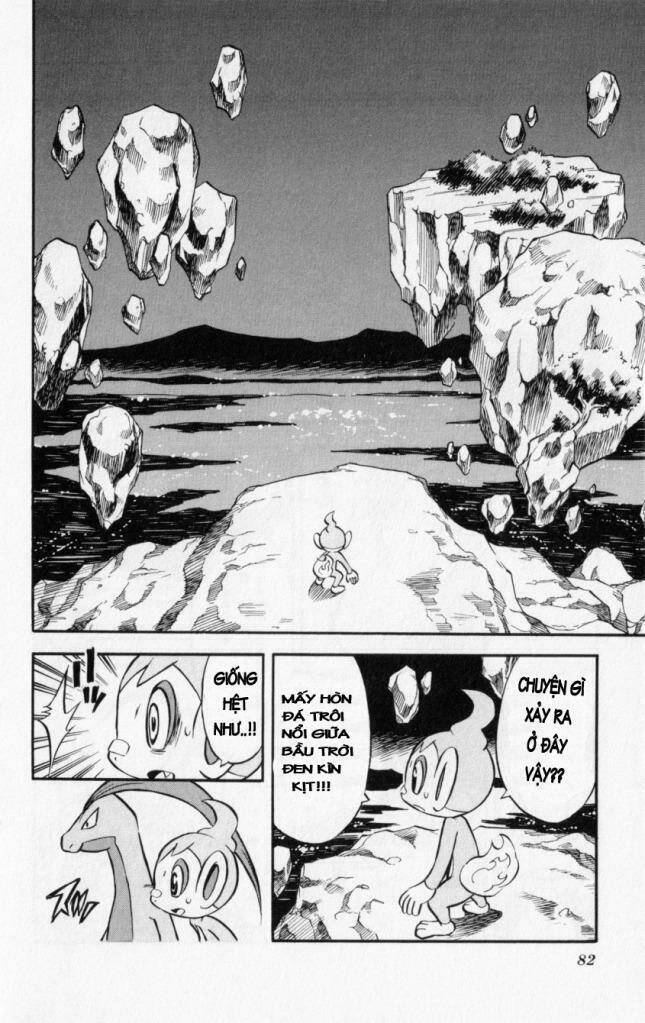 CHUYỆN GÌ
XẢY RA
Ở ĐÂY
VẬY??
MẤY HÒN
ĐÁ TRÔI
NỔI GIỮA
BẦU TRỜI
ĐEN KÌN
KỊT!!!
GIỐNG
HỆT
NHƯ..!!
82